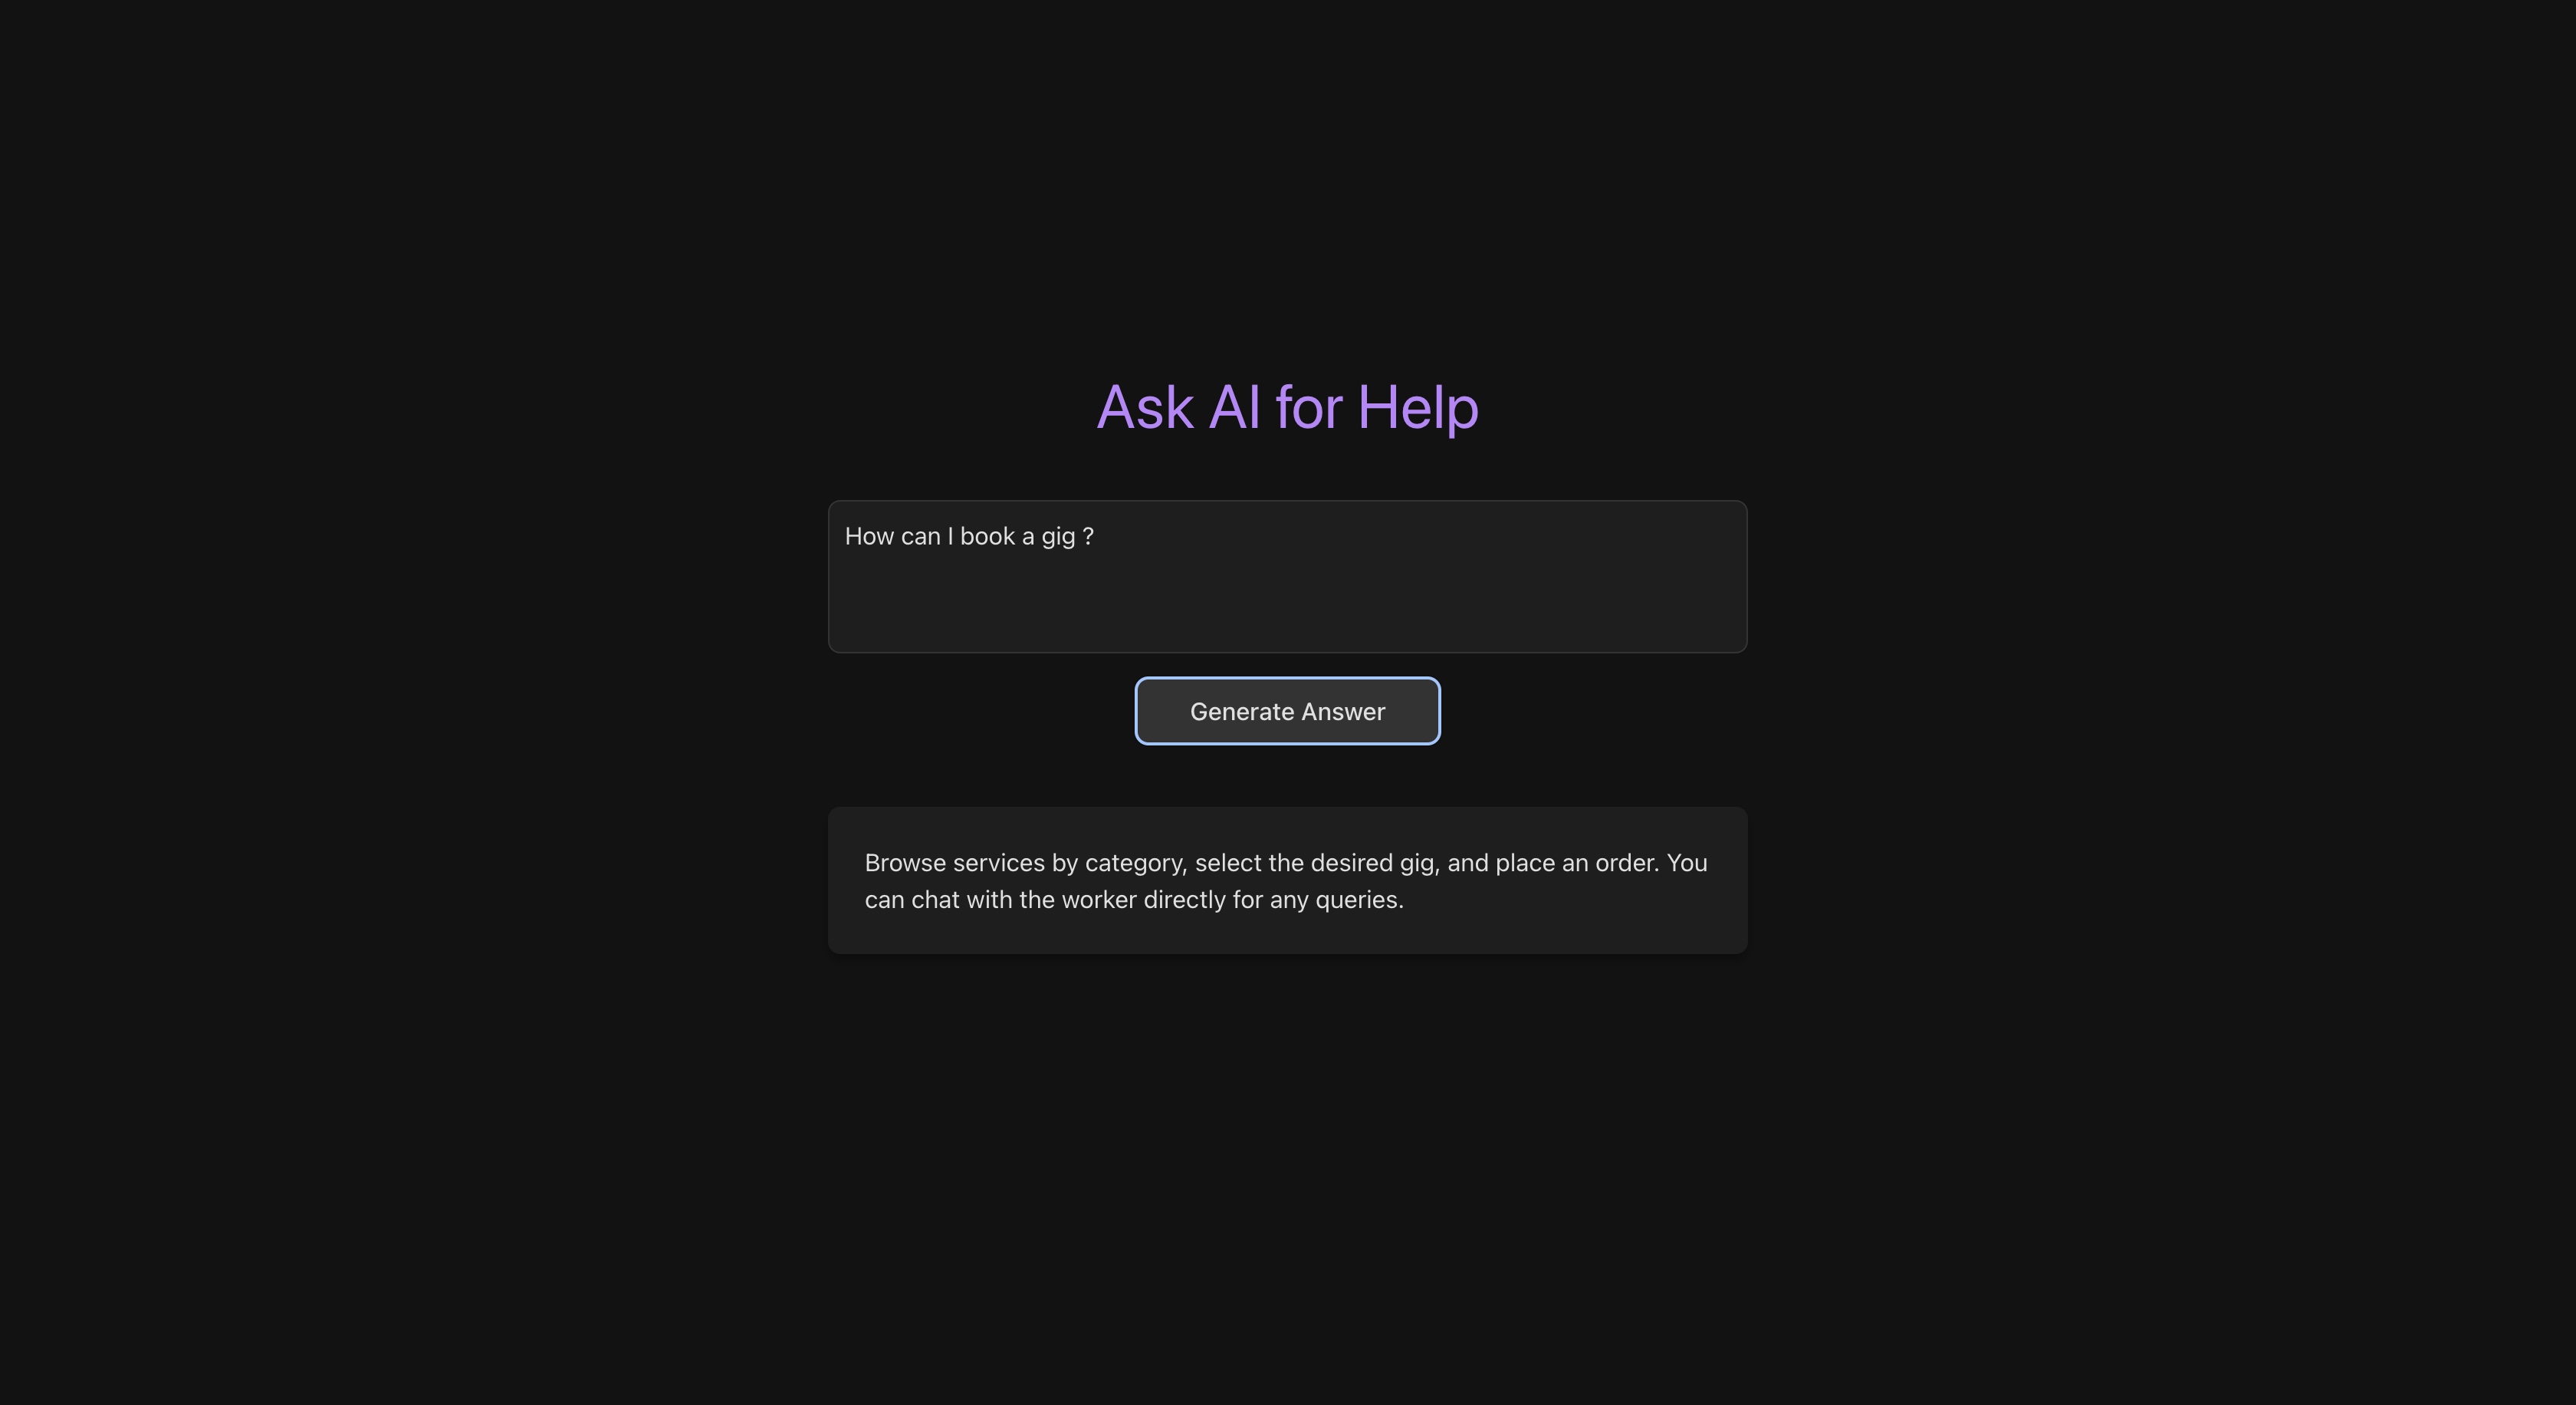 Ask AI for Help
How can I book a gig ?
Generate Answer
Browse services by category, select the desired gig, and place an order. You
can chat with the worker directly for any queries.